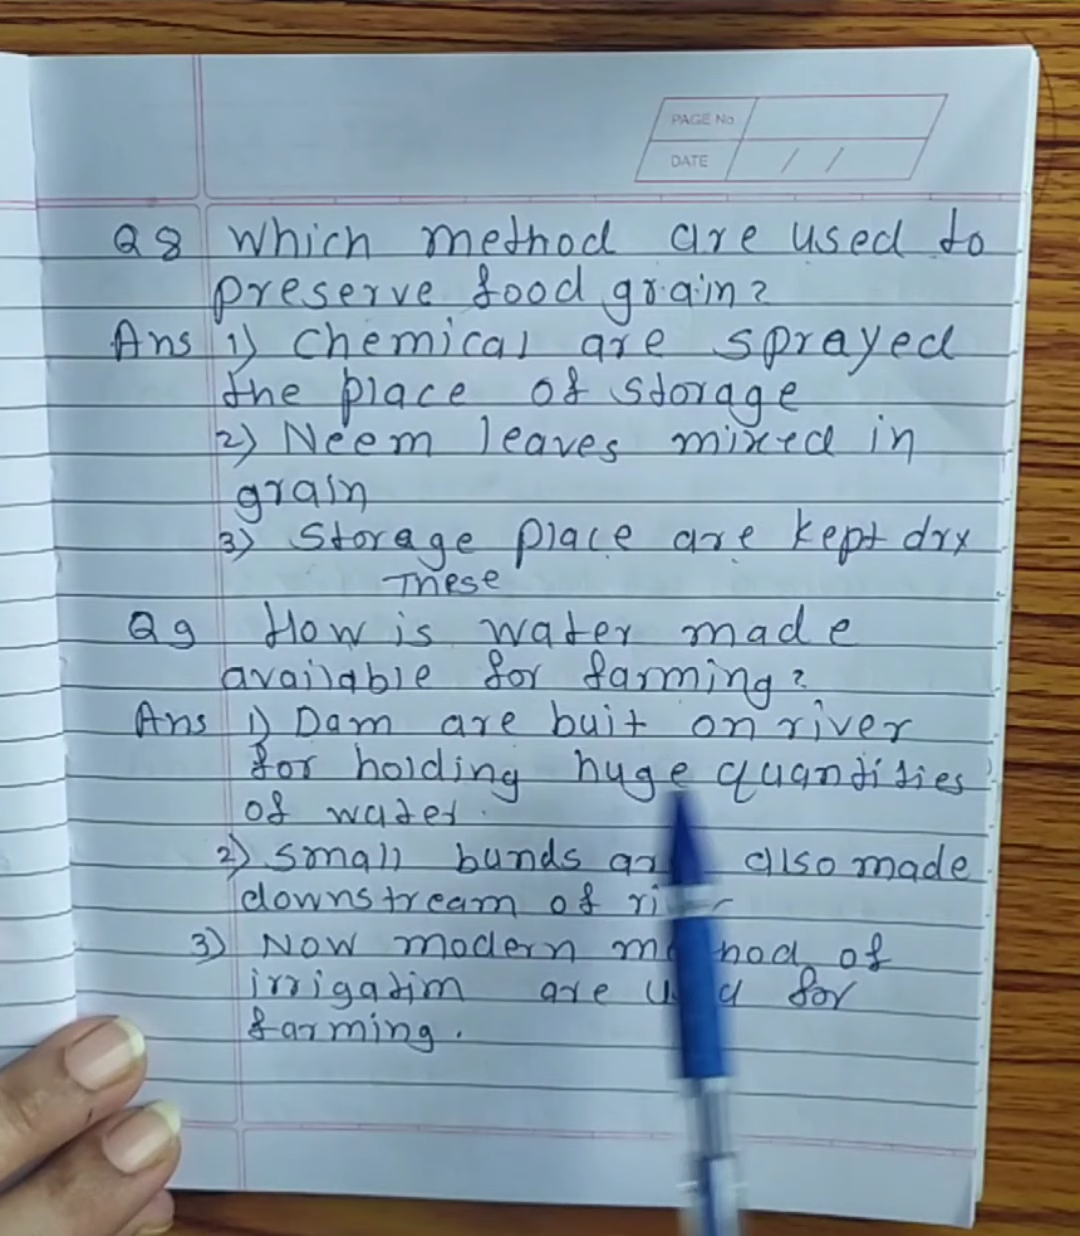 PAGE No.
DATE / /
Q 8 Which method are used to
preserve food grain?
Ans 1) Chemical are sprayed
the place of storage
2) Neem leaves mixed in
grain
3) Storage place are kept dry
These
Q 9 How is water made
available for farming?
Ans 1) Dam are buit on river
for holding huge quantities
of water.
2) Small bunds also made
downstream of
3) Now modern of
irrigation are for
farming.